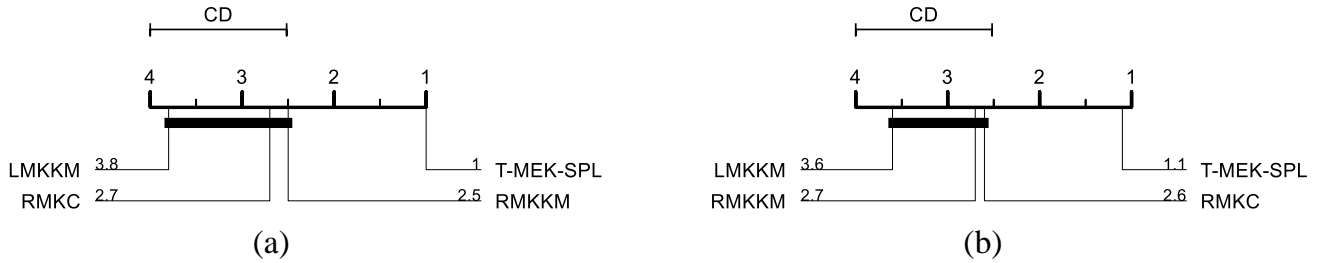 CD
4 3 2 1
LMKKM 3.8 1 T-MEK-SPL
RMKC 2.7 2.5 RMKKM
(a)
CD
4 3 2 1
LMKKM 3.6 1.1 T-MEK-SPL
RMKKM 2.7 2.6 RMKC
(b)